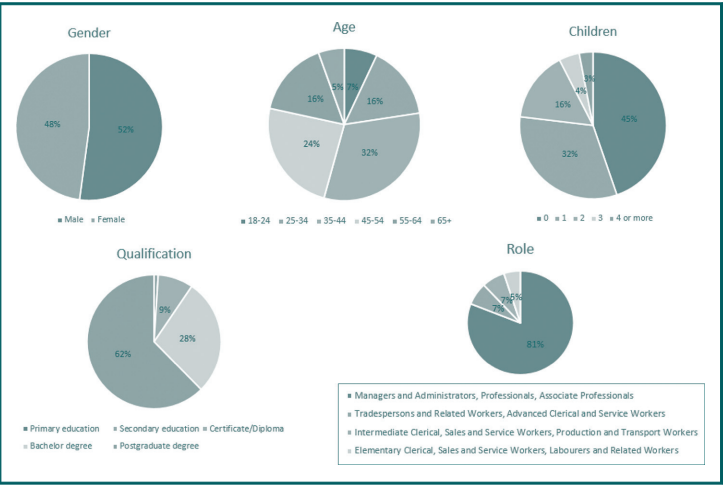 Gender
48%
52%
Male Female
Age
5% 7%
16% 16%
24%
32%
18-24 25-34 35-44 45-54 55-64 65+
Children
3%
4%
16%
45%
32%
0 1 2 3 4 or more
Qualification
9%
28%
62%
Primary education Secondary education Certificate/Diploma
Bachelor degree Postgraduate degree
Role
5%
7%
7%
81%
Managers and Administrators, Professionals, Associate Professionals
Tradespersons and Related Workers, Advanced Clerical and Service Workers
Intermediate Clerical, Sales and Service Workers, Production and Transport Workers
Elementary Clerical, Sales and Service Workers, Labourers and Related Workers